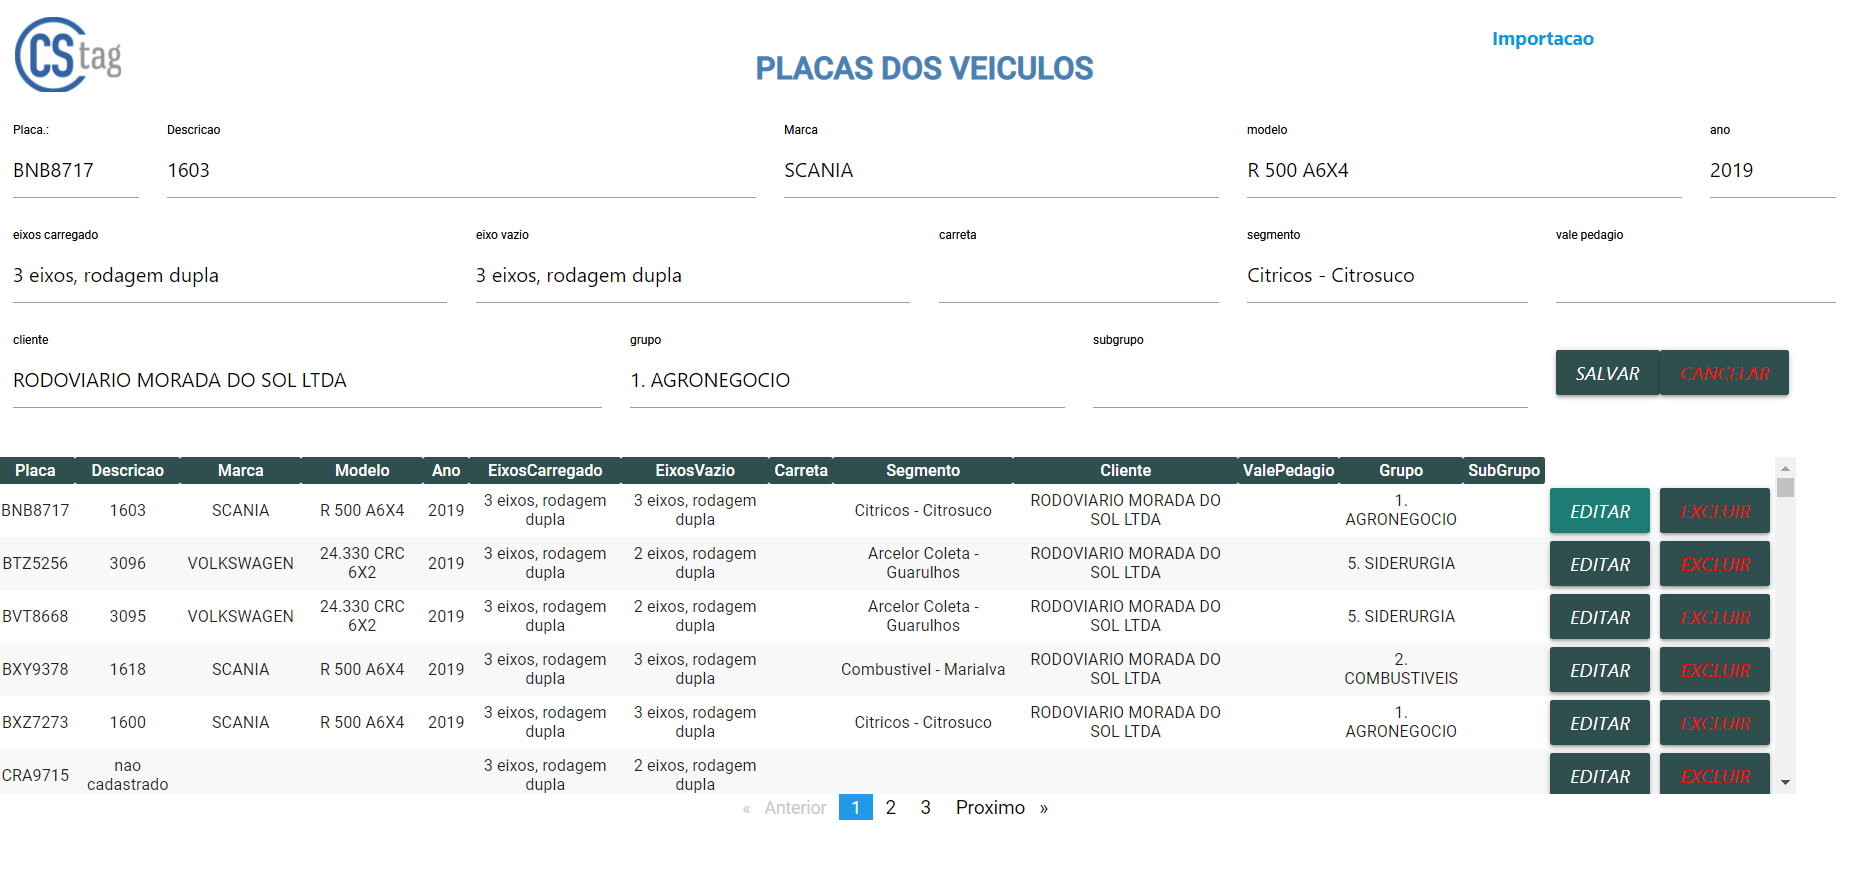 CStag
Importacao
PLACAS DOS VEICULOS
Placa.: Descricao Marca modelo ano
BNB8717 1603 SCANIA R 500 A6X4 2019
eixos carregado eixo vazio carreta segmento vale pedagio
3 eixos, rodagem dupla 3 eixos, rodagem dupla Citricos - Citrosuco
cliente grupo subgrupo
RODOVIARIO MORADA DO SOL LTDA 1. AGRONEGOCIO
SALVAR CANCELAR
Placa Descricao Marca Modelo Ano EixosCarregado EixosVazio Carreta Segmento Cliente ValePedagio Grupo SubGrupo
BNB8717 1603 SCANIA R 500 A6X4 2019 3 eixos, rodagem dupla 3 eixos, rodagem dupla Citricos - Citrosuco RODOVIARIO MORADA DO SOL LTDA 1. AGRONEGOCIO EDITAR EXCLUIR
BTZ5256 3096 VOLKSWAGEN 24.330 CRC 6X2 2019 3 eixos, rodagem dupla 2 eixos, rodagem dupla Arcelor Coleta - Guarulhos RODOVIARIO MORADA DO SOL LTDA 5. SIDERURGIA EDITAR EXCLUIR
BVT8668 3095 VOLKSWAGEN 24.330 CRC 6X2 2019 3 eixos, rodagem dupla 2 eixos, rodagem dupla Arcelor Coleta - Guarulhos RODOVIARIO MORADA DO SOL LTDA 5. SIDERURGIA EDITAR EXCLUIR
BXY9378 1618 SCANIA R 500 A6X4 2019 3 eixos, rodagem dupla 3 eixos, rodagem dupla Combustivel - Marialva RODOVIARIO MORADA DO SOL LTDA 2. COMBUSTIVEIS EDITAR EXCLUIR
BXZ7273 1600 SCANIA R 500 A6X4 2019 3 eixos, rodagem dupla 3 eixos, rodagem dupla Citricos - Citrosuco RODOVIARIO MORADA DO SOL LTDA 1. AGRONEGOCIO EDITAR EXCLUIR
CRA9715 nao cadastrado 3 eixos, rodagem dupla 2 eixos, rodagem dupla EDITAR EXCLUIR
« Anterior 1 2 3 Proximo »